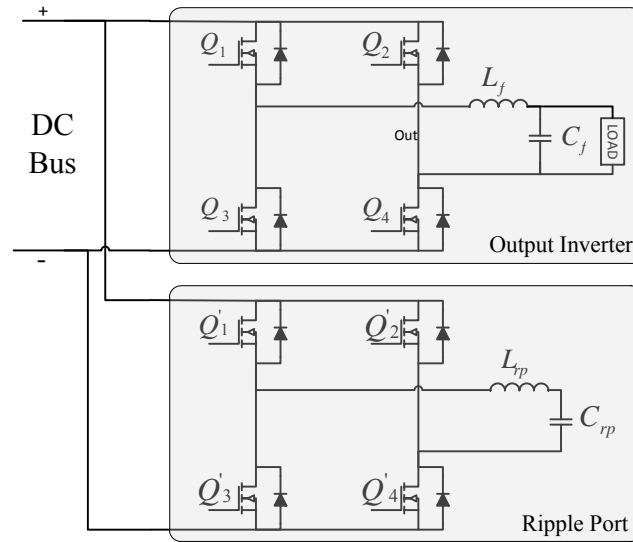 +
Q1
Q2
Lf
DC
Bus
Out
Cf
LOAD
Q3
Q4
-
Output Inverter
Q'1
Q'2
Lrp
Crp
Q'3
Q'4
Ripple Port